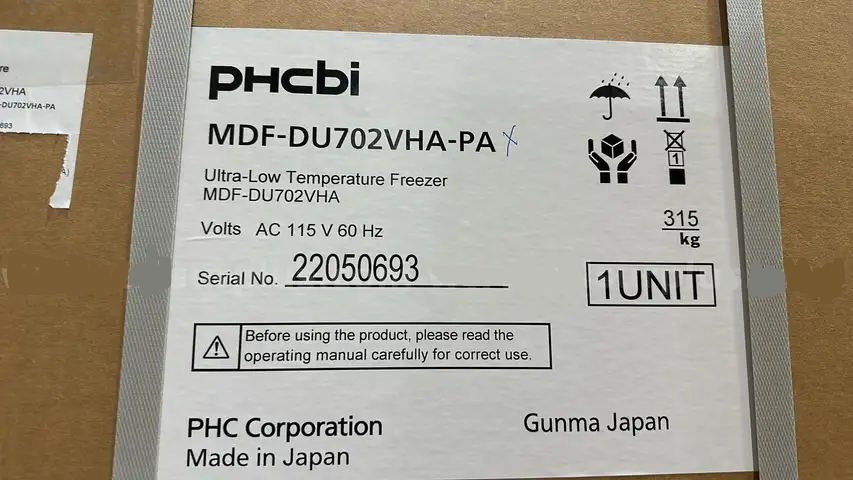 re
2VHA
-DU702VHA-PA
693
A)
PHCbi
MDF-DU702VHA-PA
Ultra-Low Temperature Freezer
MDF-DU702VHA
Volts AC 115 V 60 Hz
Serial No. 22050693
1
315
kg
1UNIT
Before using the product, please read the
operating manual carefully for correct use.
PHC Corporation
Gunma Japan
Made in Japan